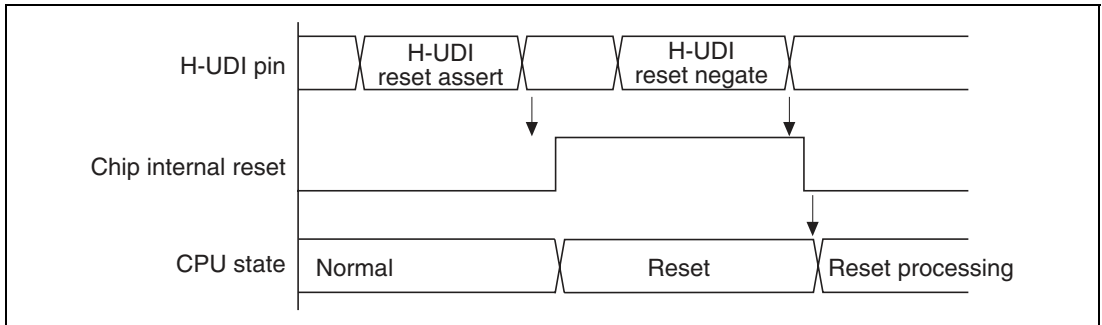 H-UDI pin
H-UDI
reset assert
H-UDI
reset negate
Chip internal reset
CPU state
Normal
Reset
Reset processing